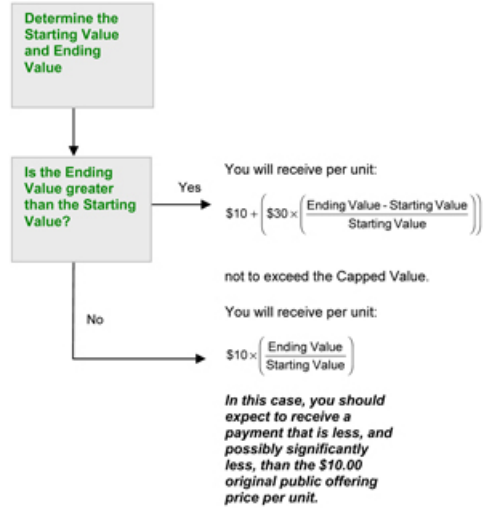 Determine the
Starting Value
and Ending
Value
Is the Ending
Value greater
than the Starting
Value?
Yes
You will receive per unit:
$10 + ( $30 × ( Ending Value - Starting Value
Starting Value ) )
not to exceed the Capped Value.
No
You will receive per unit:
$10 × ( Ending Value
Starting Value )
In this case, you should
expect to receive a
payment that is less, and
possibly significantly
less, than the $10.00
original public offering
price per unit.